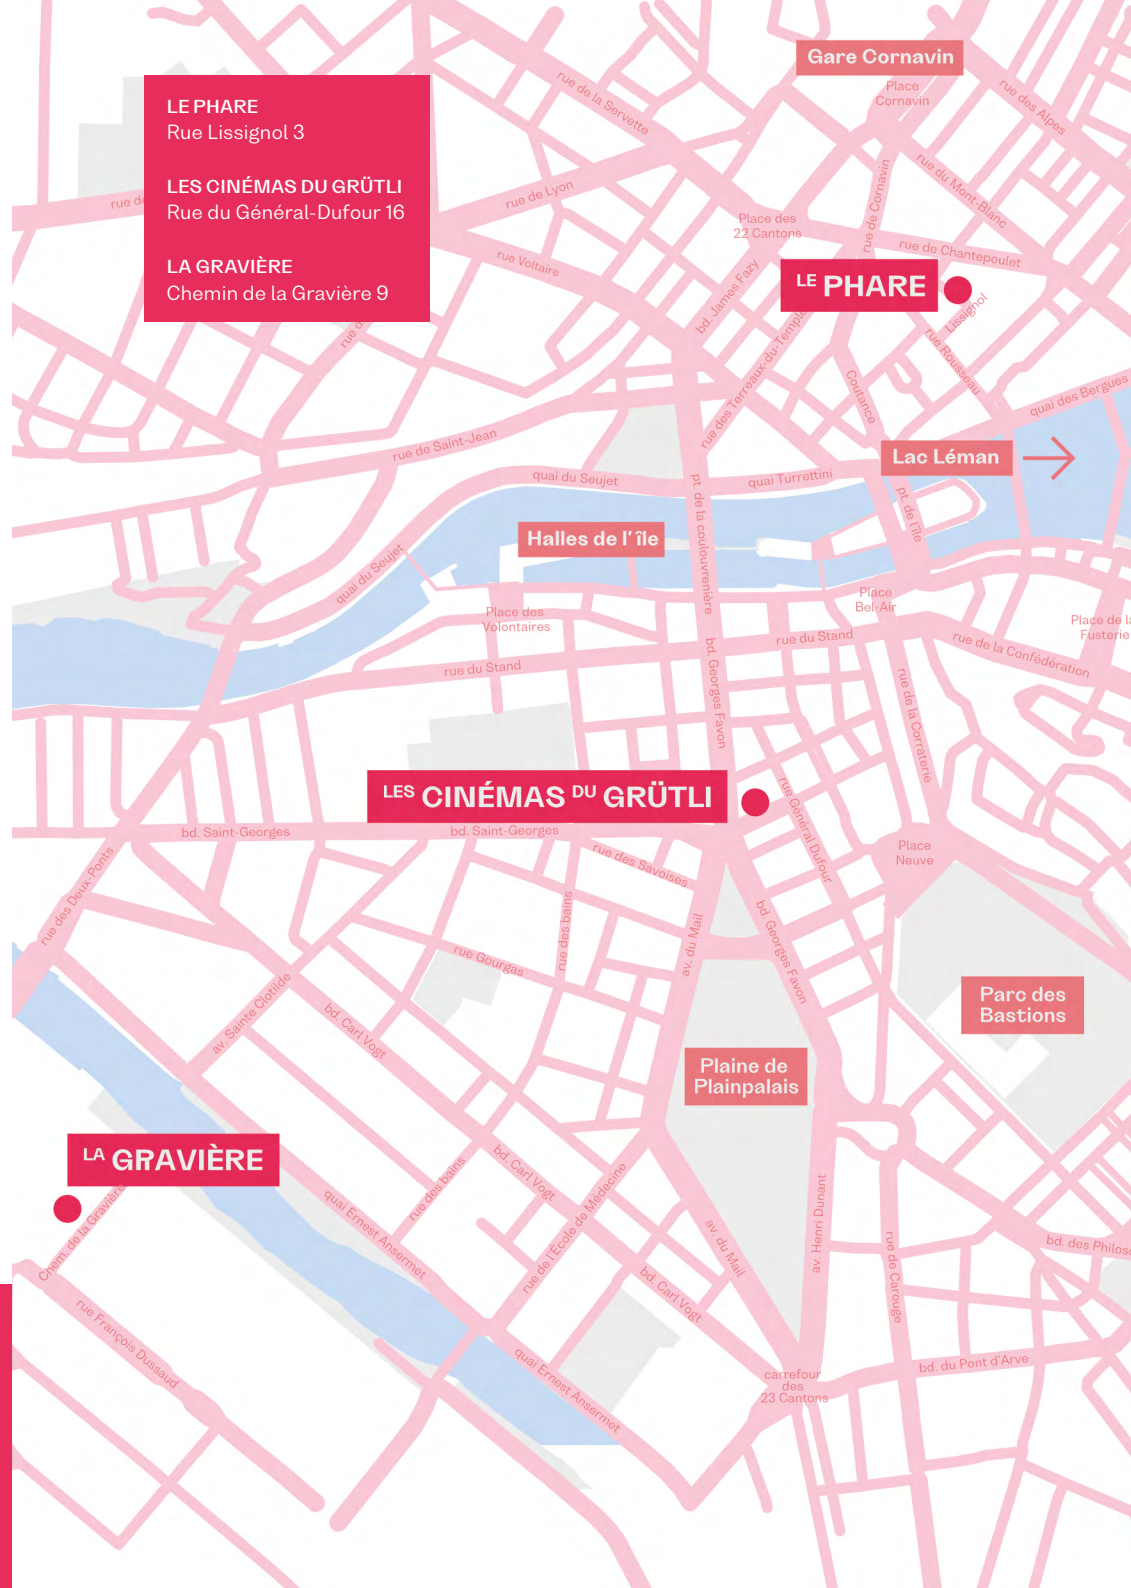 Gare Cornavin
Place
Cornavin
rue des Alpes
rue de la Servette
LE PHARE
Rue Lissignol 3
LES CINÉMAS DU GRÜTLI
Rue du Général-Dufour 16
LA GRAVIÈRE
Chemin de la Gravière 9
rue de Lyon
rue du Mont-Blanc
rue de Cornavin
Place des
22 Cantons
rue de Chantepoulet
rue Voltaire
bd. James Fazy
LE PHARE
Lissignol
rue Rousseau
rue des Terreaux-du-Temple
Coutance
quai des Bergues
rue de Saint-Jean
Lac Léman
quai du Seujet
quai Turrettini
pt. de la coulouvrenière
pt. de l'île
Halles de l' île
quai du Seujet
Place des
Volontaires
Place
Bel-Air
Place de la
Fusterie
rue du Stand
rue du Stand
rue de la Confédération
bd. Georges Favon
rue de la Corraterie
LES CINÉMAS DU GRÜTLI
rue Général Dufour
bd. Saint-Georges
bd. Saint-Georges
rue des Savoises
Place
Neuve
rue des Deux-Ponts
rue des bains
av. du Mail
bd. Georges Favon
rue Gourgas
av. Sainte Clotilde
bd. Carl Vogt
Parc des
Bastions
Plaine de
Plainpalais
LA GRAVIÈRE
Chem. de la Gravière
rue des bains
bd. Carl Vogt
quai Ernest Ansermet
rue de l'Ecole de Médecine
av. du Mail
av. Henri Dunant
rue de Carouge
bd. des Philoso
bd. Carl Vogt
rue François Dussaud
quai Ernest Ansermet
carrefour
des
23 Cantons
bd. du Pont d'Arve